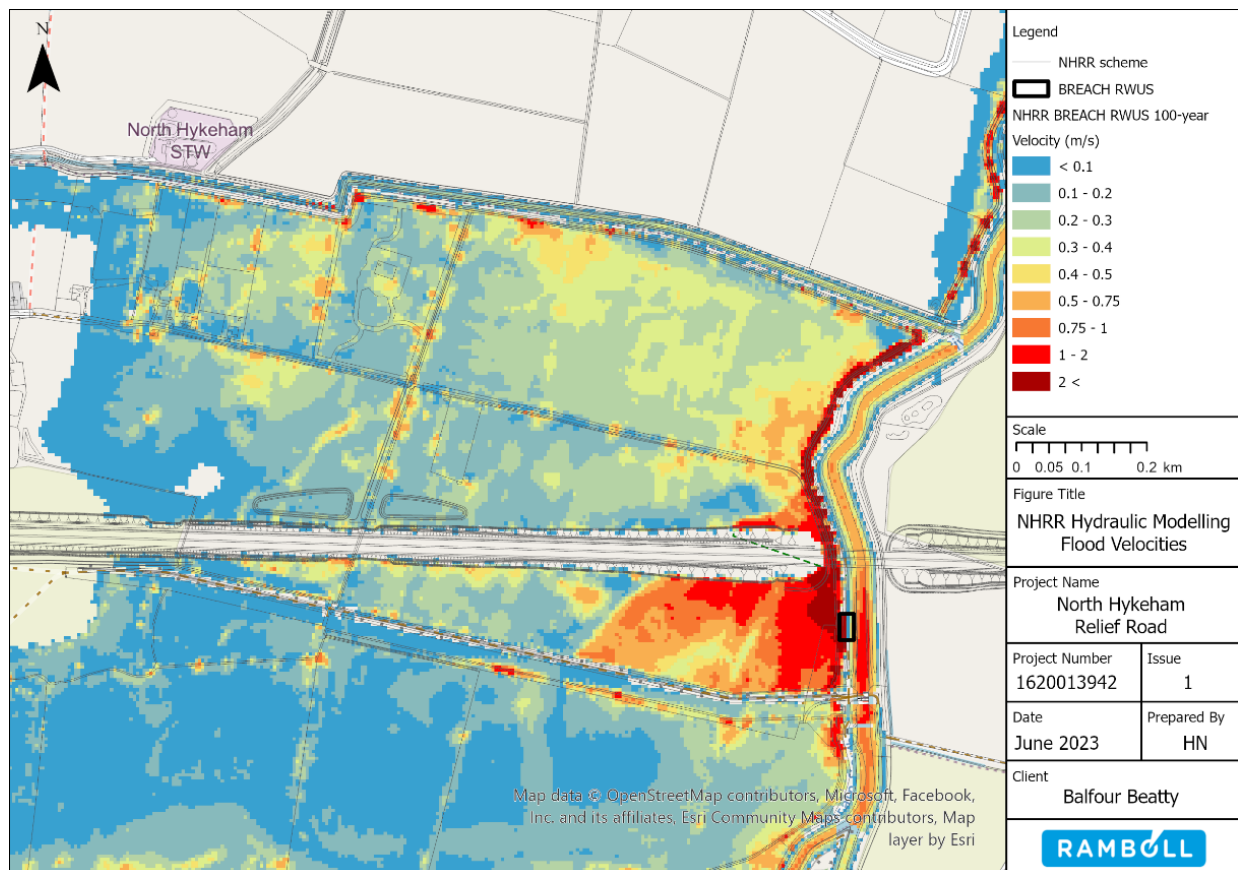 N
North Hykeham
STW
Map data © OpenStreetMap contributors, Microsoft, Facebook,
Inc. and its affiliates, Esri Community Maps contributors, Map
layer by Esri
Legend
NHRR scheme
BREACH RWUS
NHRR BREACH RWUS 100-year
Velocity (m/s)
< 0.1
0.1 - 0.2
0.2 - 0.3
0.3 - 0.4
0.4 - 0.5
0.5 - 0.75
0.75 - 1
1 - 2
2 <
Scale
0 0.05 0.1 0.2 km
Figure Title
NHRR Hydraulic Modelling
Flood Velocities
Project Name
North Hykeham
Relief Road
Project Number
1620013942
Issue
1
Date
June 2023
Prepared By
HN
Client
Balfour Beatty
RAMBOLL